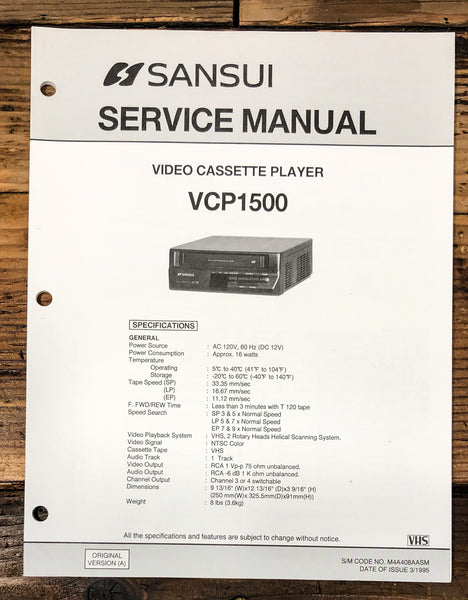 SANSUI
SERVICE MANUAL
VIDEO CASSETTE PLAYER
VCP1500
SANSUI
SPECIFICATIONS
GENERAL
Power Source : AC 120V, 60 Hz (DC 12V)
Power Consumption : Approx. 16 watts
Temperature
Operating : 5℃ to 40℃ (41°F to 104°F)
Storage : -20℃ to 60℃ (-40°F to 140°F)
Tape Speed (SP) : 33.35 mm/sec
(LP) : 16.67 mm/sec
(EP) : 11.12 mm/sec
F. FWD/REW Time : Less than 3 minutes with T 120 tape
Speed Search : SP 3 & 5 x Normal Speed
LP 5 & 7 x Normal Speed
EP 7 & 9 x Normal Speed
Video Playback System : VHS, 2 Rotary Heads Helical Scanning System.
Video Signal : NTSC Color
Cassette Tape : VHS
Audio Track : 1 Track
Video Output : RCA 1 Vp-p 75 ohm unbalanced.
Audio Output : RCA -6 dB 1 K ohm unbalanced.
Channel Output : Channel 3 or 4 switchable
Dimensions : 9 13/16" (W)x12 13/16" (D)x3 9/16" (H)
(250 mm(W)x 325.5mm(D)x91mm(H))
Weight : 8 lbs (3.6kg)
All the specifications and features are subject to change without notice.
VHS
ORIGINAL
VERSION (A)
S/M CODE NO. M4A408AASM
DATE OF ISSUE 3/1995